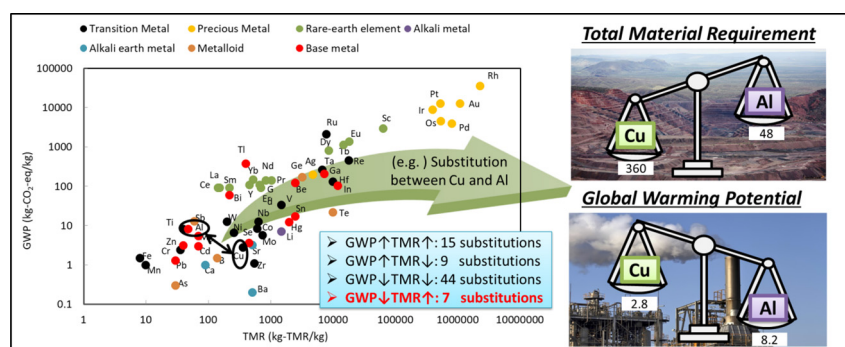 Transition Metal Precious Metal Rare-earth element Alkali metal
Alkali earth metal Metalloid Base metal
GWP (kg-CO₂-eq/kg)
100000
10000
1000
100
10
1
0.1
1 10 100 1000 10000 100000 1000000 10000000
TMR (kg-TMR/kg)
Rh
Pt
Ir
Au
Os
Pd
Sc
Ru
Eu
Dy
Tb
Re
Tl
Yb
Nd
Ge
Ag
Ta
Ga
La
Sm
Pr
Hf
Ce
Y
G
Be
In
Bi
E
B
V
Sn
Te
Ti
Sb
Al
W
Nb
Ni
Co
Hg
Li
Se
Mo
Zn
Cr
Cd
Cu
Sr
Fe
Mn
Pb
B
Zr
Ca
As
Ba
(e.g. ) Substitution
between Cu and Al
➢ GWP↑TMR↑: 15 substitutions
➢ GWP↑TMR↓: 9 substitutions
➢ GWP↓TMR↓: 44 substitutions
➢ GWP↓TMR↑: 7 substitutions
Total Material Requirement
Cu
360
Al
48
Global Warming Potential
Cu
2.8
Al
8.2